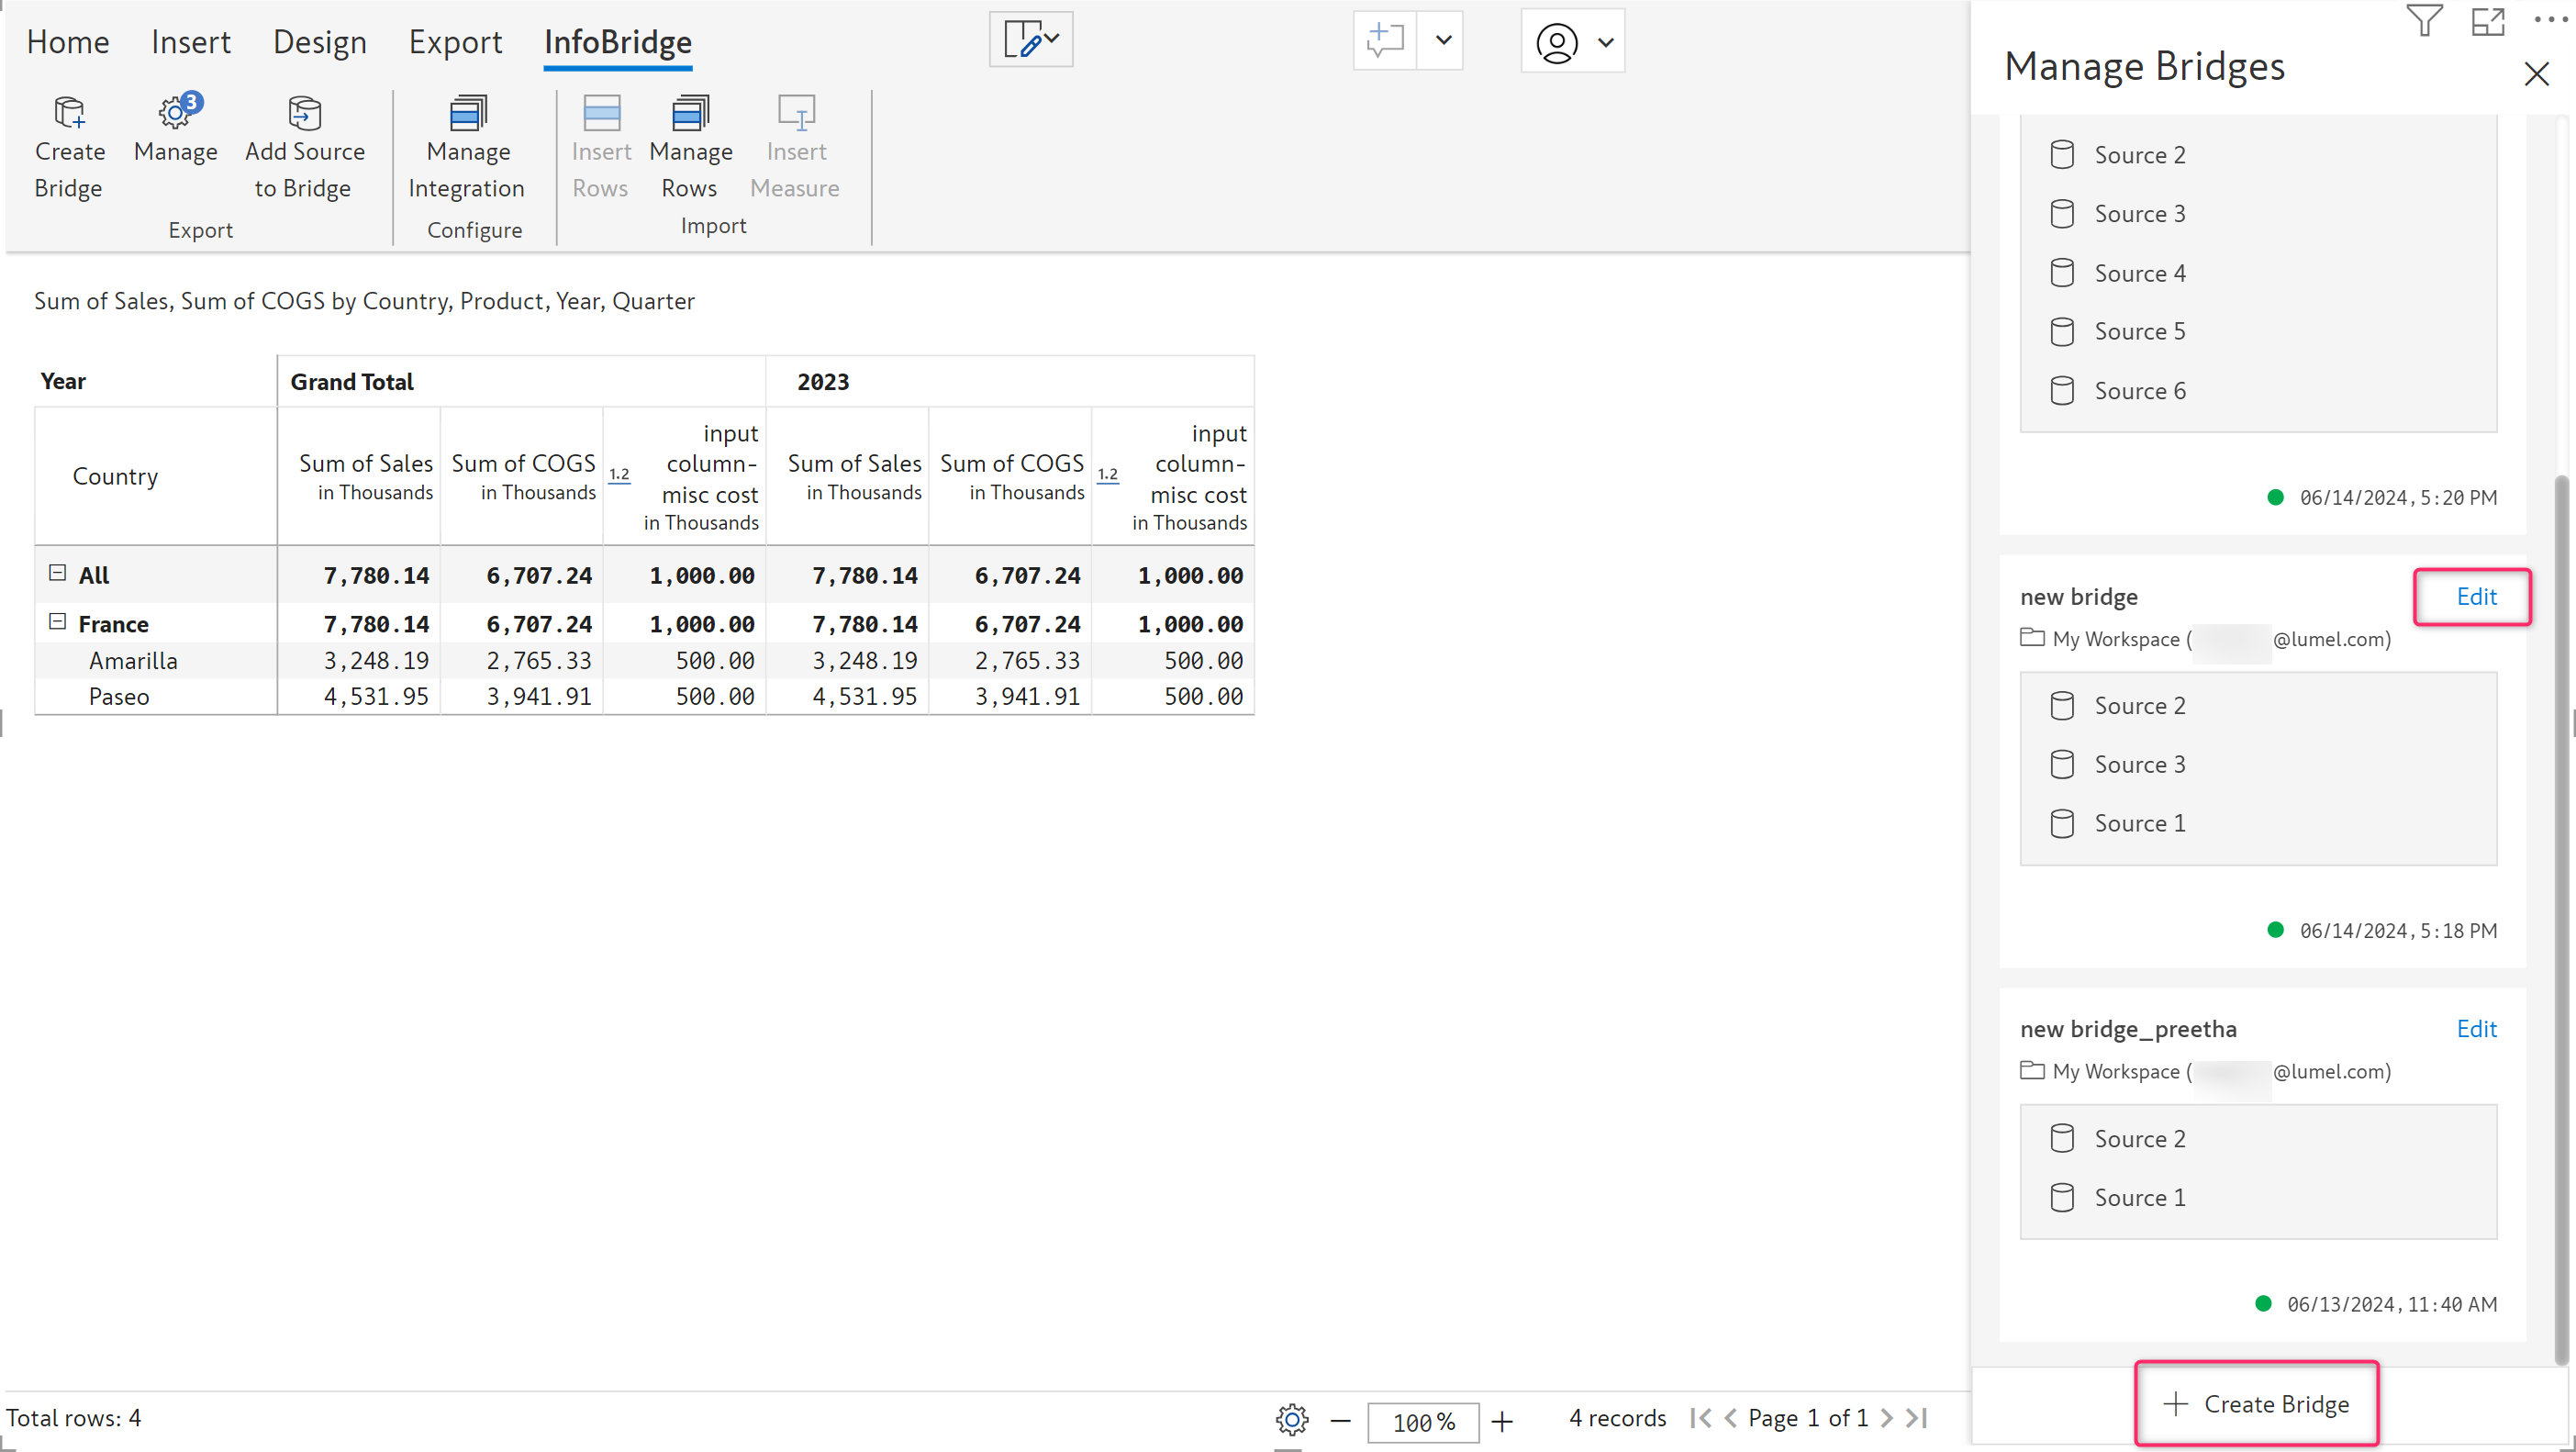 Home Insert Design Export InfoBridge
Create Bridge
3
Manage
Add Source to Bridge
Export
Manage Integration
Configure
Insert Rows
Manage Rows
Insert Measure
Import
Sum of Sales, Sum of COGS by Country, Product, Year, Quarter
Year Grand Total 2023
Country
Sum of Sales in Thousands
Sum of COGS in Thousands
1.2 input column-misc cost in Thousands
Sum of Sales in Thousands
Sum of COGS in Thousands
1.2 input column-misc cost in Thousands
All 7,780.14 6,707.24 1,000.00 7,780.14 6,707.24 1,000.00
France 7,780.14 6,707.24 1,000.00 7,780.14 6,707.24 1,000.00
Amarilla 3,248.19 2,765.33 500.00 3,248.19 2,765.33 500.00
Paseo 4,531.95 3,941.91 500.00 4,531.95 3,941.91 500.00
Total rows: 4
100%
4 records
Page 1 of 1
Manage Bridges
Source 2
Source 3
Source 4
Source 5
Source 6
06/14/2024, 5:20 PM
new bridge Edit
My Workspace ( @lumel.com)
Source 2
Source 3
Source 1
06/14/2024, 5:18 PM
new bridge_preetha Edit
My Workspace ( @lumel.com)
Source 2
Source 1
06/13/2024, 11:40 AM
Create Bridge